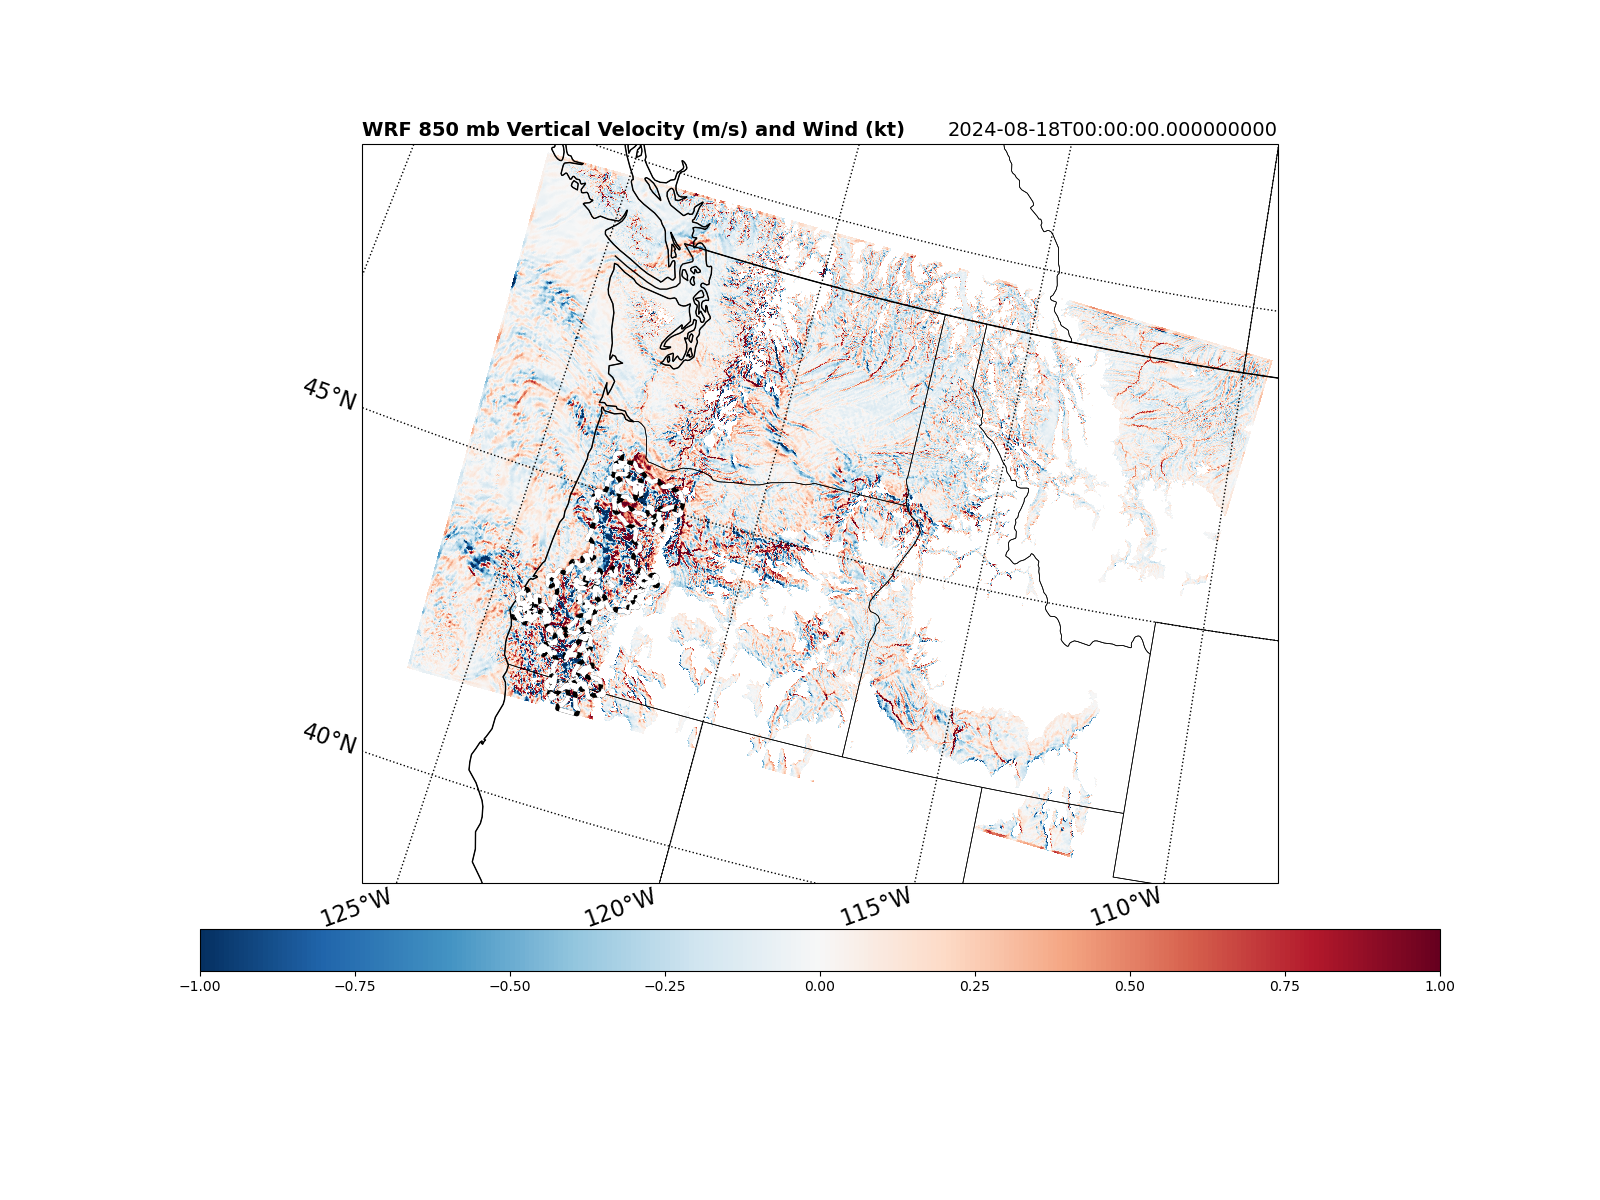 WRF 850 mb Vertical Velocity (m/s) and Wind (kt) 2024-08-18T00:00:00.000000000
45°N
40°N
125°W 120°W 115°W 110°W
−1.00 −0.75 −0.50 −0.25 0.00 0.25 0.50 0.75 1.00